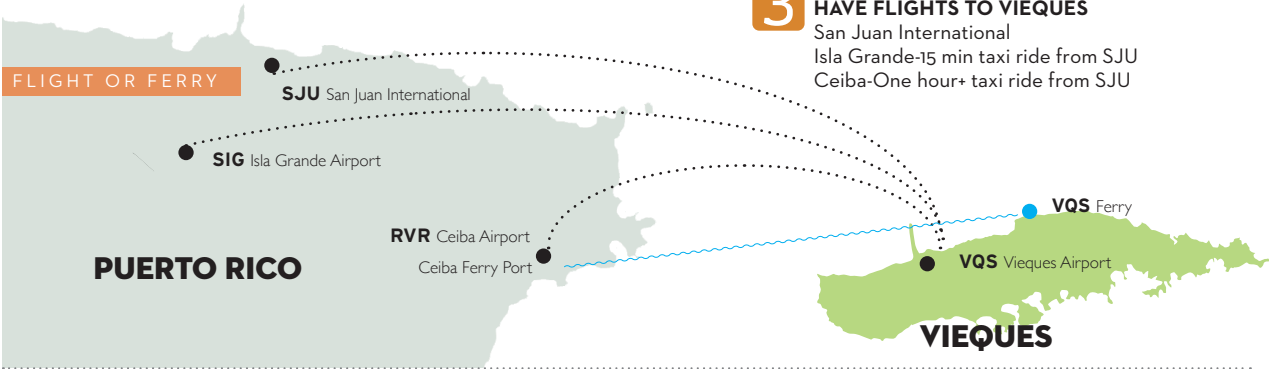 3
HAVE FLIGHTS TO VIEQUES
San Juan International
Isla Grande-15 min taxi ride from SJU
Ceiba-One hour+ taxi ride from SJU
FLIGHT OR FERRY
SJU San Juan International
SIG Isla Grande Airport
VQS Ferry
RVR Ceiba Airport
Ceiba Ferry Port
VQS Vieques Airport
PUERTO RICO
VIEQUES